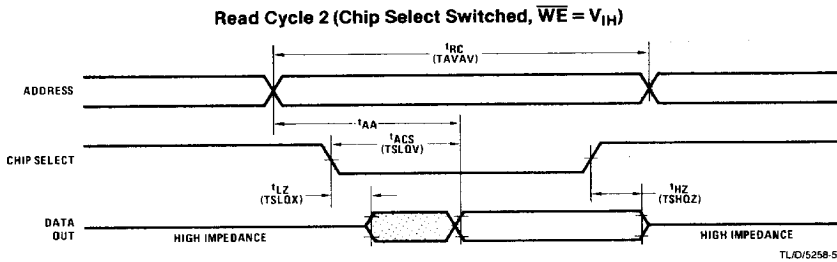 Read Cycle 2 (Chip Select Switched, W̅E̅ = VIH)
tRC
(TAVAV)
ADDRESS
tAA
tACS
(TSLQV)
CHIP SELECT
tLZ
(TSLQX)
tHZ
(TSHQZ)
DATA
OUT
HIGH IMPEDANCE
HIGH IMPEDANCE
TL/D/5258-5